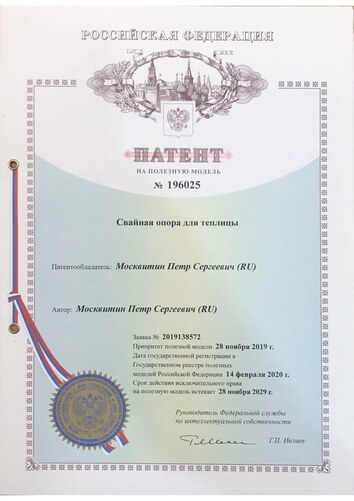 РОССИЙСКАЯ ФЕДЕРАЦИЯ
ПАТЕНТ
НА ПОЛЕЗНУЮ МОДЕЛЬ
№ 196025
Свайная опора для теплицы
Патентообладатель: Москвитин Петр Сергеевич (RU)
Автор: Москвитин Петр Сергеевич (RU)
Заявка № 2019138572
Приоритет полезной модели 28 ноября 2019 г.
Дата государственной регистрации в
Государственном реестре полезных
моделей Российской Федерации 14 февраля 2020 г.
Срок действия исключительного права
на полезную модель истекает 28 ноября 2029 г.
Руководитель Федеральной службы
по интеллектуальной собственности
Г.П. Ивлиев